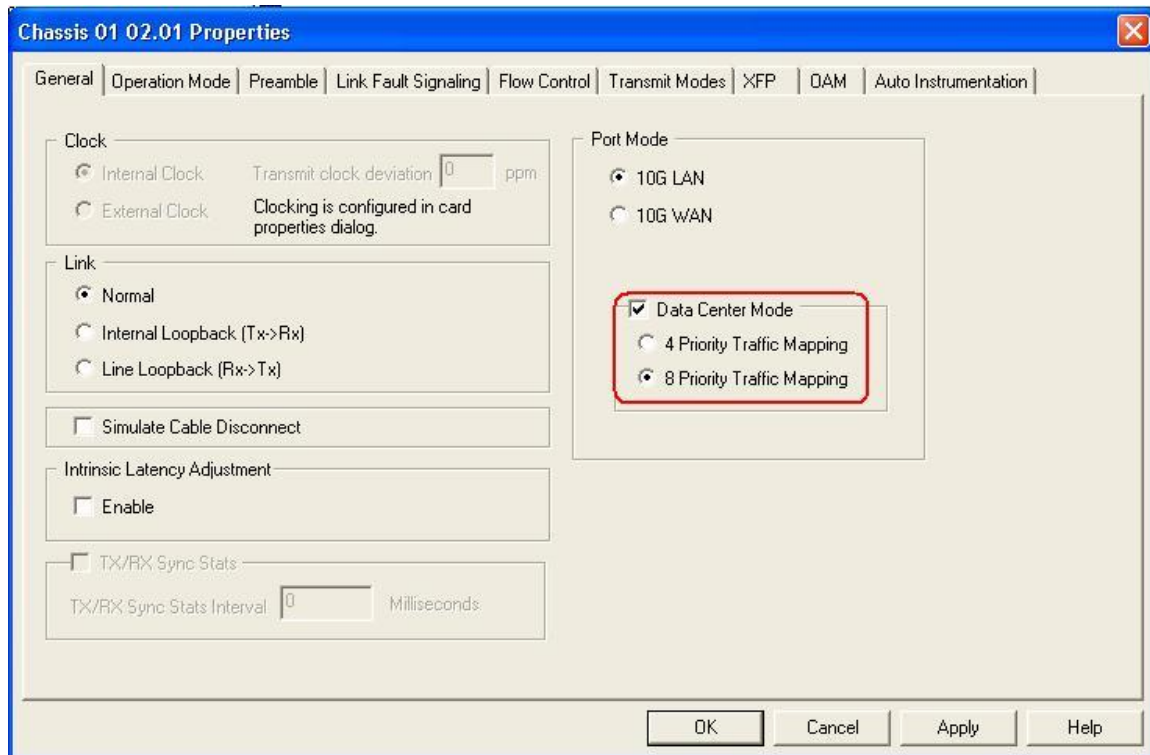 Chassis 01 02.01 Properties
General Operation Mode Preamble Link Fault Signaling Flow Control Transmit Modes XFP OAM Auto Instrumentation
Clock
Internal Clock Transmit clock deviation 0 ppm
External Clock Clocking is configured in card
properties dialog.
Link
Normal
Internal Loopback (Tx->Rx)
Line Loopback (Rx->Tx)
Simulate Cable Disconnect
Intrinsic Latency Adjustment
Enable
TX/RX Sync Stats
TX/RX Sync Stats Interval 0 Milliseconds
Port Mode
10G LAN
10G WAN
Data Center Mode
4 Priority Traffic Mapping
8 Priority Traffic Mapping
OK Cancel Apply Help